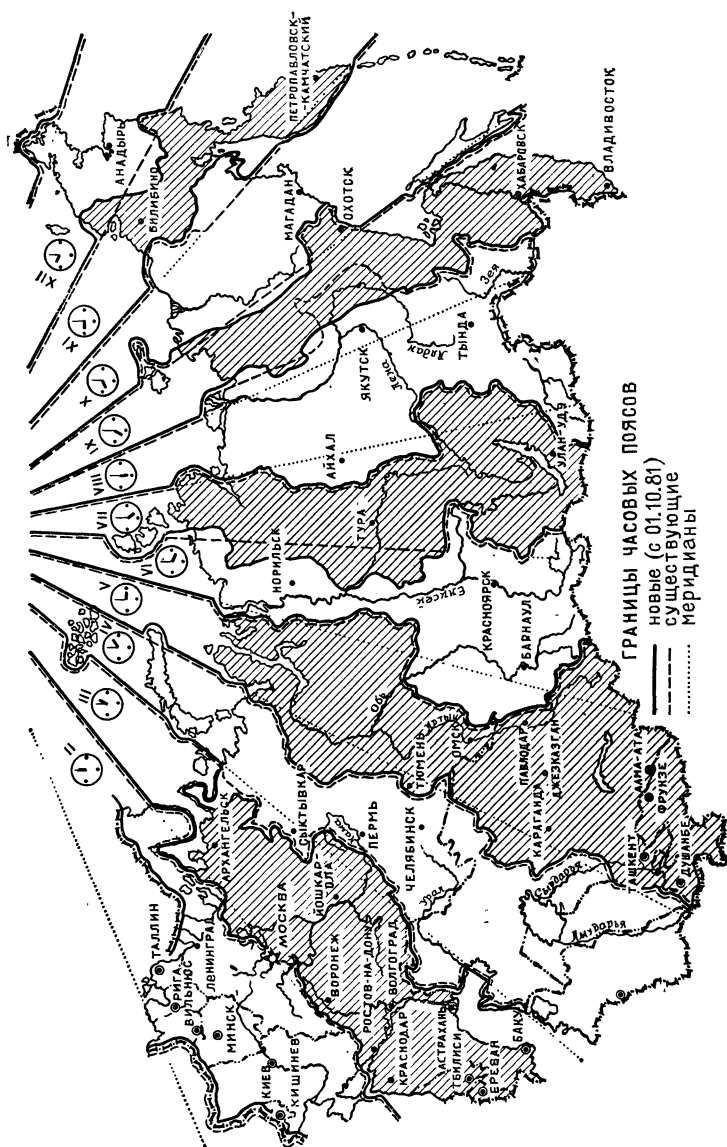 II
III
IV
V
VI
VII
VIII
IX
X
XI
XII
ТАЛЛИН
РИГА
ВИЛЬНЮС
ЛЕНИНГРАД
МИНСК
КИЕВ
КИШИНЕВ
АРХАНГЕЛЬСК
МОСКВА
СЫКТЫВКАР
ЙОШКАР-
ОЛА
ВОРОНЕЖ
РОСТОВ-НА-ДОНУ
ВОЛГОГРАД
КРАСНОДАР
АСТРАХАНЬ
ТБИЛИСИ
ЕРЕВАН
БАКУ
Кама
ПЕРМЬ
ЧЕЛЯБИНСК
Урал
Сырдарья
Амударья
Обь
ТЮМЕНЬ
Иртыш
ОМСК
ПАВЛОДАР
КАРАГАНДА
ДЖЕЗКАЗГАН
АЛМА-АТА
ФРУНЗЕ
ТАШКЕНТ
ДУШАНБЕ
НОРИЛЬСК
Енисей
КРАСНОЯРСК
БАРНАУЛ
ТУРА
УЛАН-УДЭ
АЙХАЛ
ЯКУТСК
Лена
Алдан
ТЫНДА
Зея
МАГАДАН
ОХОТСК
ХАБАРОВСК
ВЛАДИВОСТОК
АНАДЫРЬ
БИЛИБИНО
ПЕТРОПАВЛОВСК-
-КАМЧАТСКИЙ
ГРАНИЦЫ ЧАСОВЫХ ПОЯСОВ
новые (с 01.10.81)
существующие
меридианы